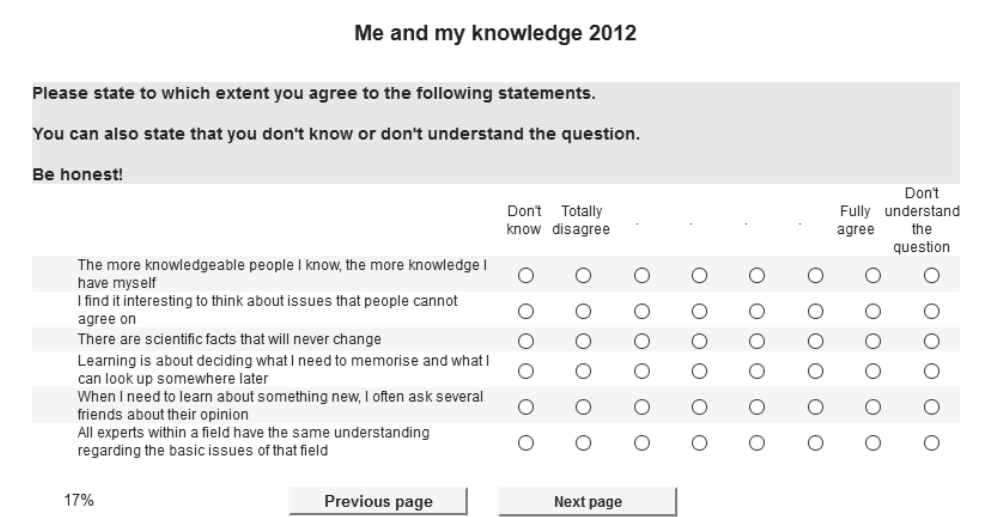 Me and my knowledge 2012
Please state to which extent you agree to the following statements.
You can also state that you don't know or don't understand the question.
Be honest!
Don't know
Totally disagree
.
.
.
.
Fully agree
Don't understand the question
The more knowledgeable people I know, the more knowledge I
have myself
I find it interesting to think about issues that people cannot
agree on
There are scientific facts that will never change
Learning is about deciding what I need to memorise and what I
can look up somewhere later
When I need to learn about something new, I often ask several
friends about their opinion
All experts within a field have the same understanding
regarding the basic issues of that field
17%
Previous page
Next page